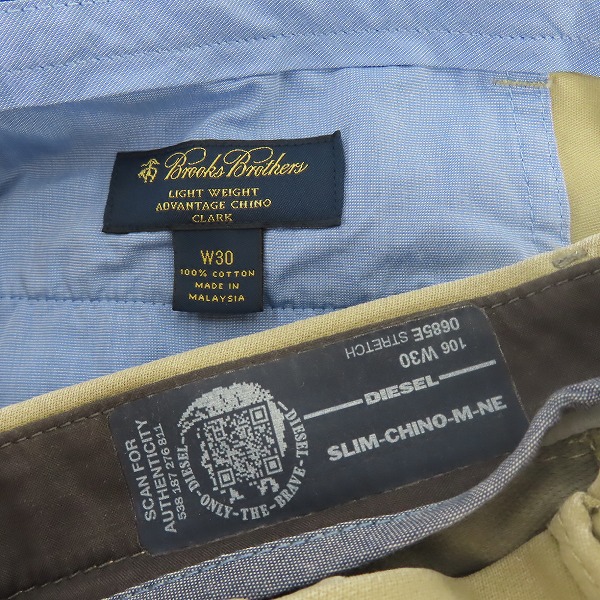 Brooks Brothers
LIGHT WEIGHT
ADVANTAGE CHINO
CLARK
W30
100% COTTON
MADE IN
MALAYSIA
SCAN FOR
AUTHENTICITY
538 187 276 811
DIESEL-ONLY-THE-BRAVE-DIESEL
106 W30
0685E STRETCH
DIESEL
SLIM-CHINO-M-NE